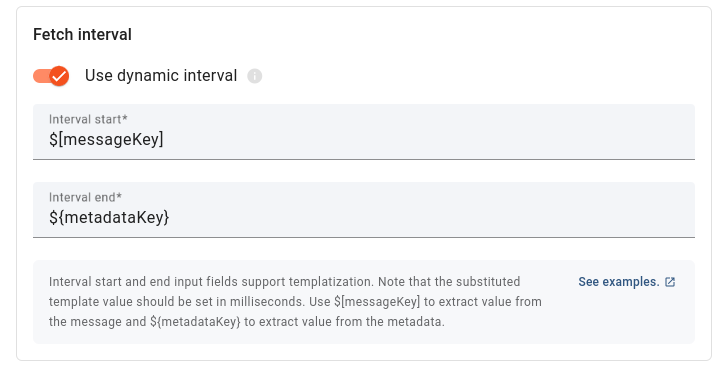 Fetch interval
Use dynamic interval
Interval start*
$[messageKey]
Interval end*
${metadataKey}
Interval start and end input fields support templatization. Note that the substituted
See examples.
template value should be set in milliseconds. Use $[messageKey] to extract value from
the message and ${metadataKey} to extract value from the metadata.